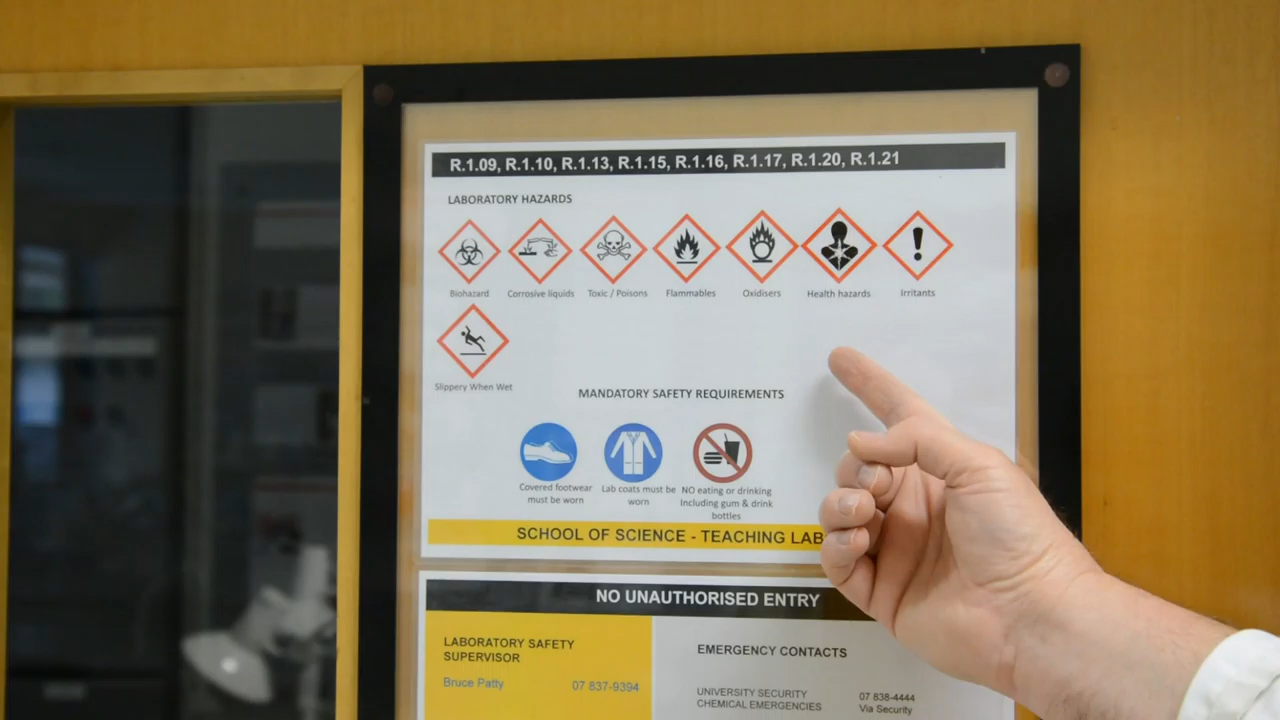 R.1.09, R.1.10, R.1.13, R.1.15, R.1.16, R.1.17, R.1.20, R.1.21
LABORATORY HAZARDS
Biohazard Corrosive liquids Toxic / Poisons Flammables Oxidisers Health hazards Irritants
Slippery When Wet
MANDATORY SAFETY REQUIREMENTS
Covered footwear
must be worn
Lab coats must be
worn
NO eating or drinking
Including gum & drink
bottles
SCHOOL OF SCIENCE - TEACHING LAB
NO UNAUTHORISED ENTRY
LABORATORY SAFETY
SUPERVISOR
Bruce Patty 07 837-9394
EMERGENCY CONTACTS
UNIVERSITY SECURITY 07 838-4444
CHEMICAL EMERGENCIES Via Security